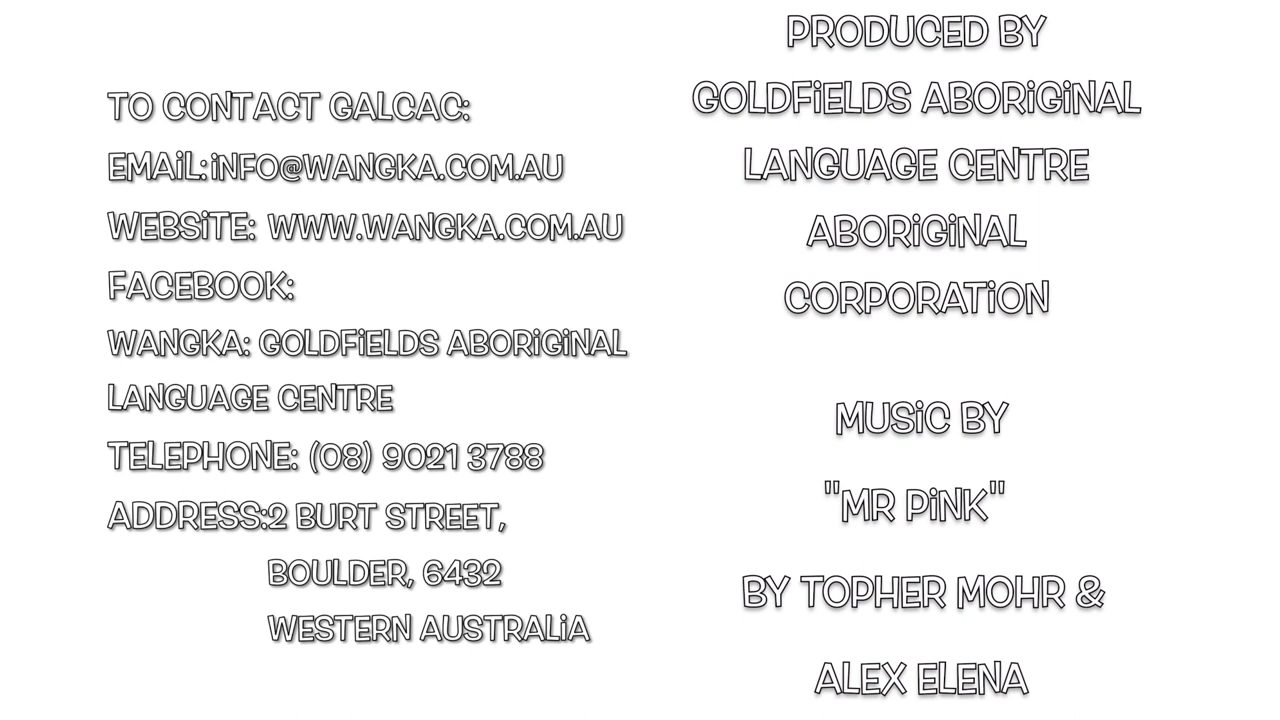 TO CONTACT GALCAC:
EMAiL:iNFO@WANGKA.COM.AU
WEBSiTE: WWW.WANGKA.COM.AU
FACEBOOK:
WANGKA: GOLDFiELDS ABORiGiNAL
LANGUAGE CENTRE
TELEPHONE: (08) 9021 3788
ADDRESS:2 BURT STREET,
BOULDER, 6432
WESTERN AUSTRALiA
PRODUCED BY
GOLDFiELDS ABORiGiNAL
LANGUAGE CENTRE
ABORiGiNAL
CORPORATiON
MUSiC BY
"MR PiNK"
BY TOPHER MOHR &
ALEX ELENA